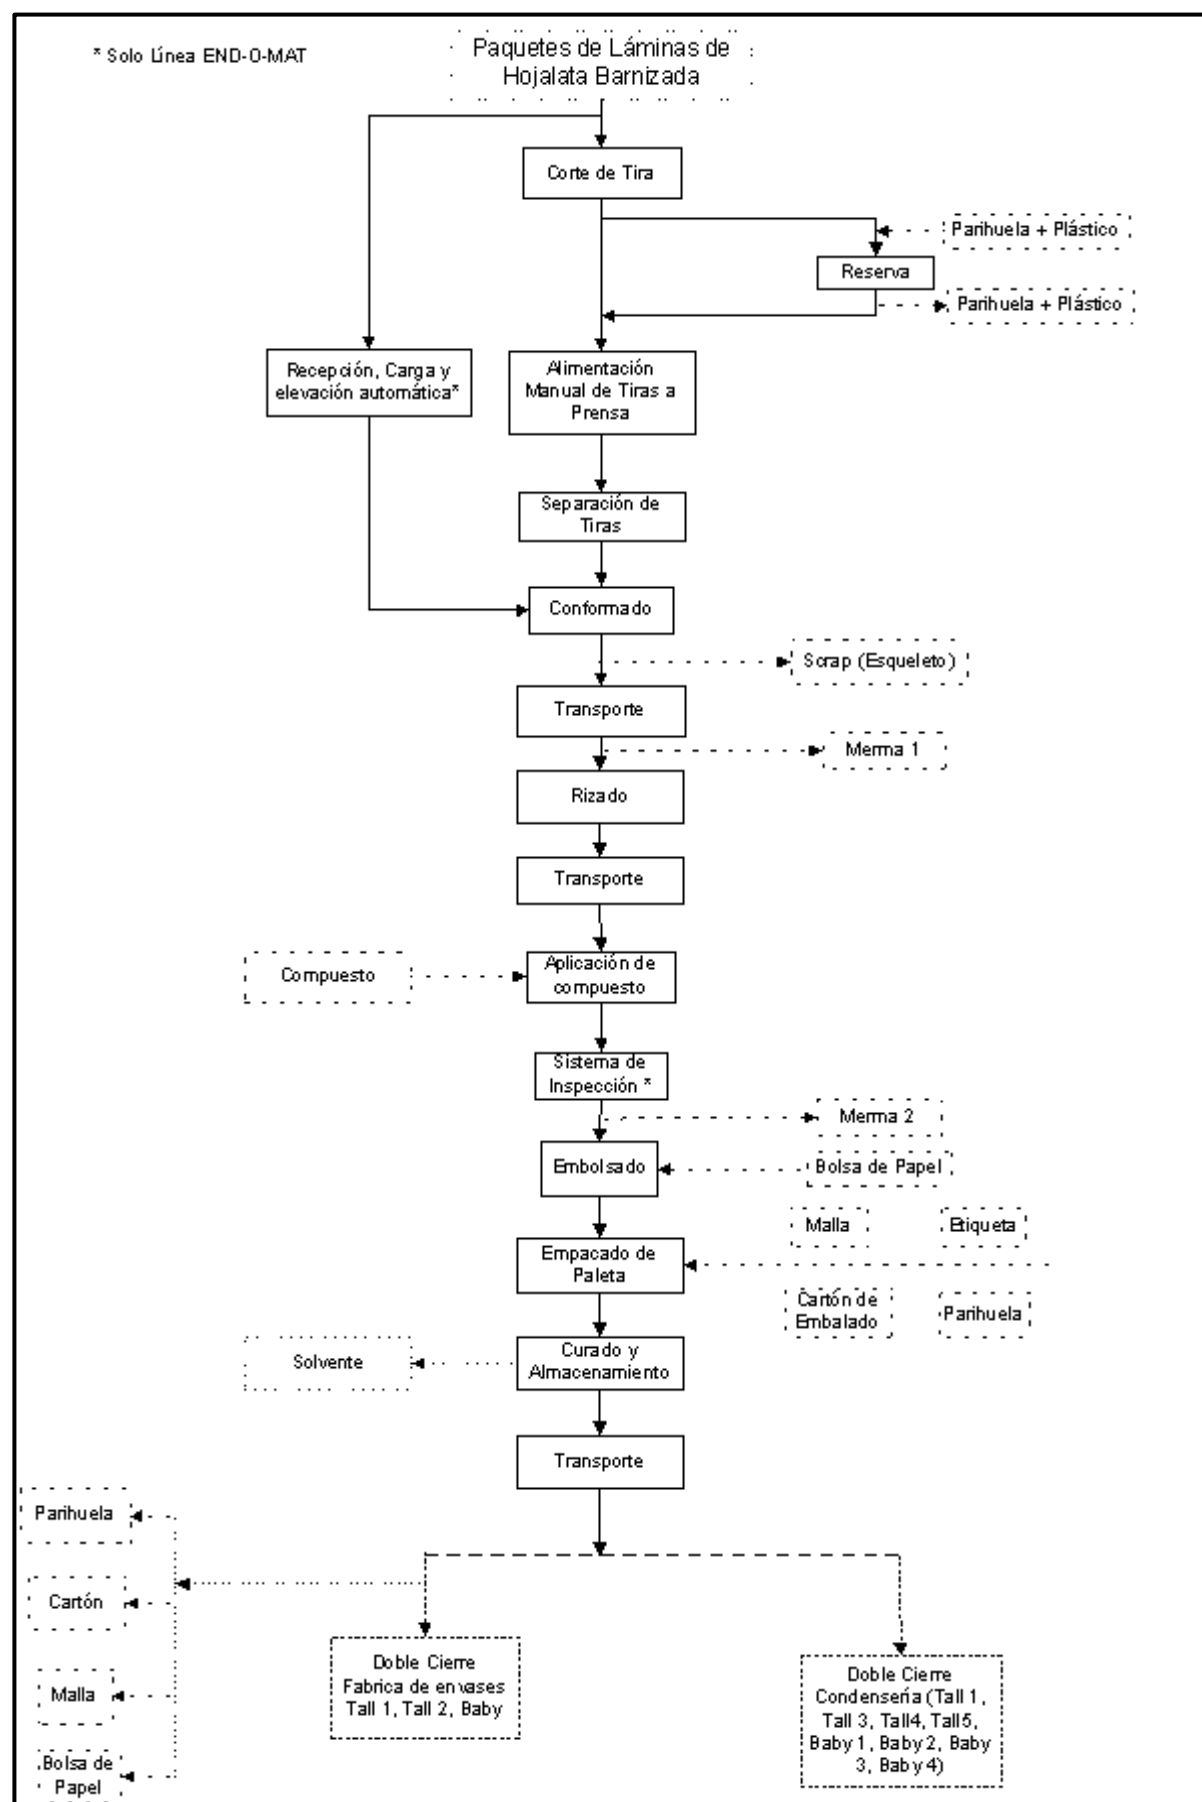 * Solo Línea END-O-MAT
Paquetes de Láminas de
Hojalata Barnizada
Corte de Tira
Parihuela + Plástico
Reserva
Parihuela + Plástico
Recepción, Carga y
elevación automática*
Alimentación
Manual de Tiras a
Prensa
Separación de
Tiras
Conformado
Scrap (Esqueleto)
Transporte
Merma 1
Rizado
Transporte
Compuesto
Aplicación de
compuesto
Sistema de
Inspección *
Merma 2
Embolsado
Bolsa de Papel
Malla
Etiqueta
Empacado de
Paleta
Cartón de
Embalado
Parihuela
Solvente
Curado y
Almacenamiento
Transporte
Parihuela
Cartón
Malla
Bolsa de
Papel
Doble Cierre
Fabrica de envases
Tall 1, Tall 2, Baby
Doble Cierre
Condensería (Tall 1,
Tall 3, Tall4, Tall5,
Baby 1, Baby 2, Baby
3, Baby 4)